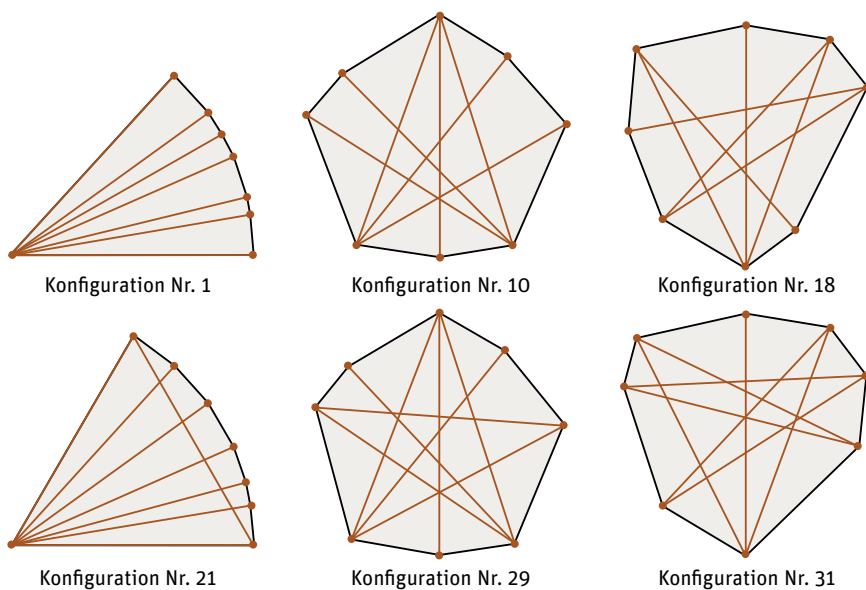 Konfiguration Nr. 1
Konfiguration Nr. 10
Konfiguration Nr. 18
Konfiguration Nr. 21
Konfiguration Nr. 29
Konfiguration Nr. 31